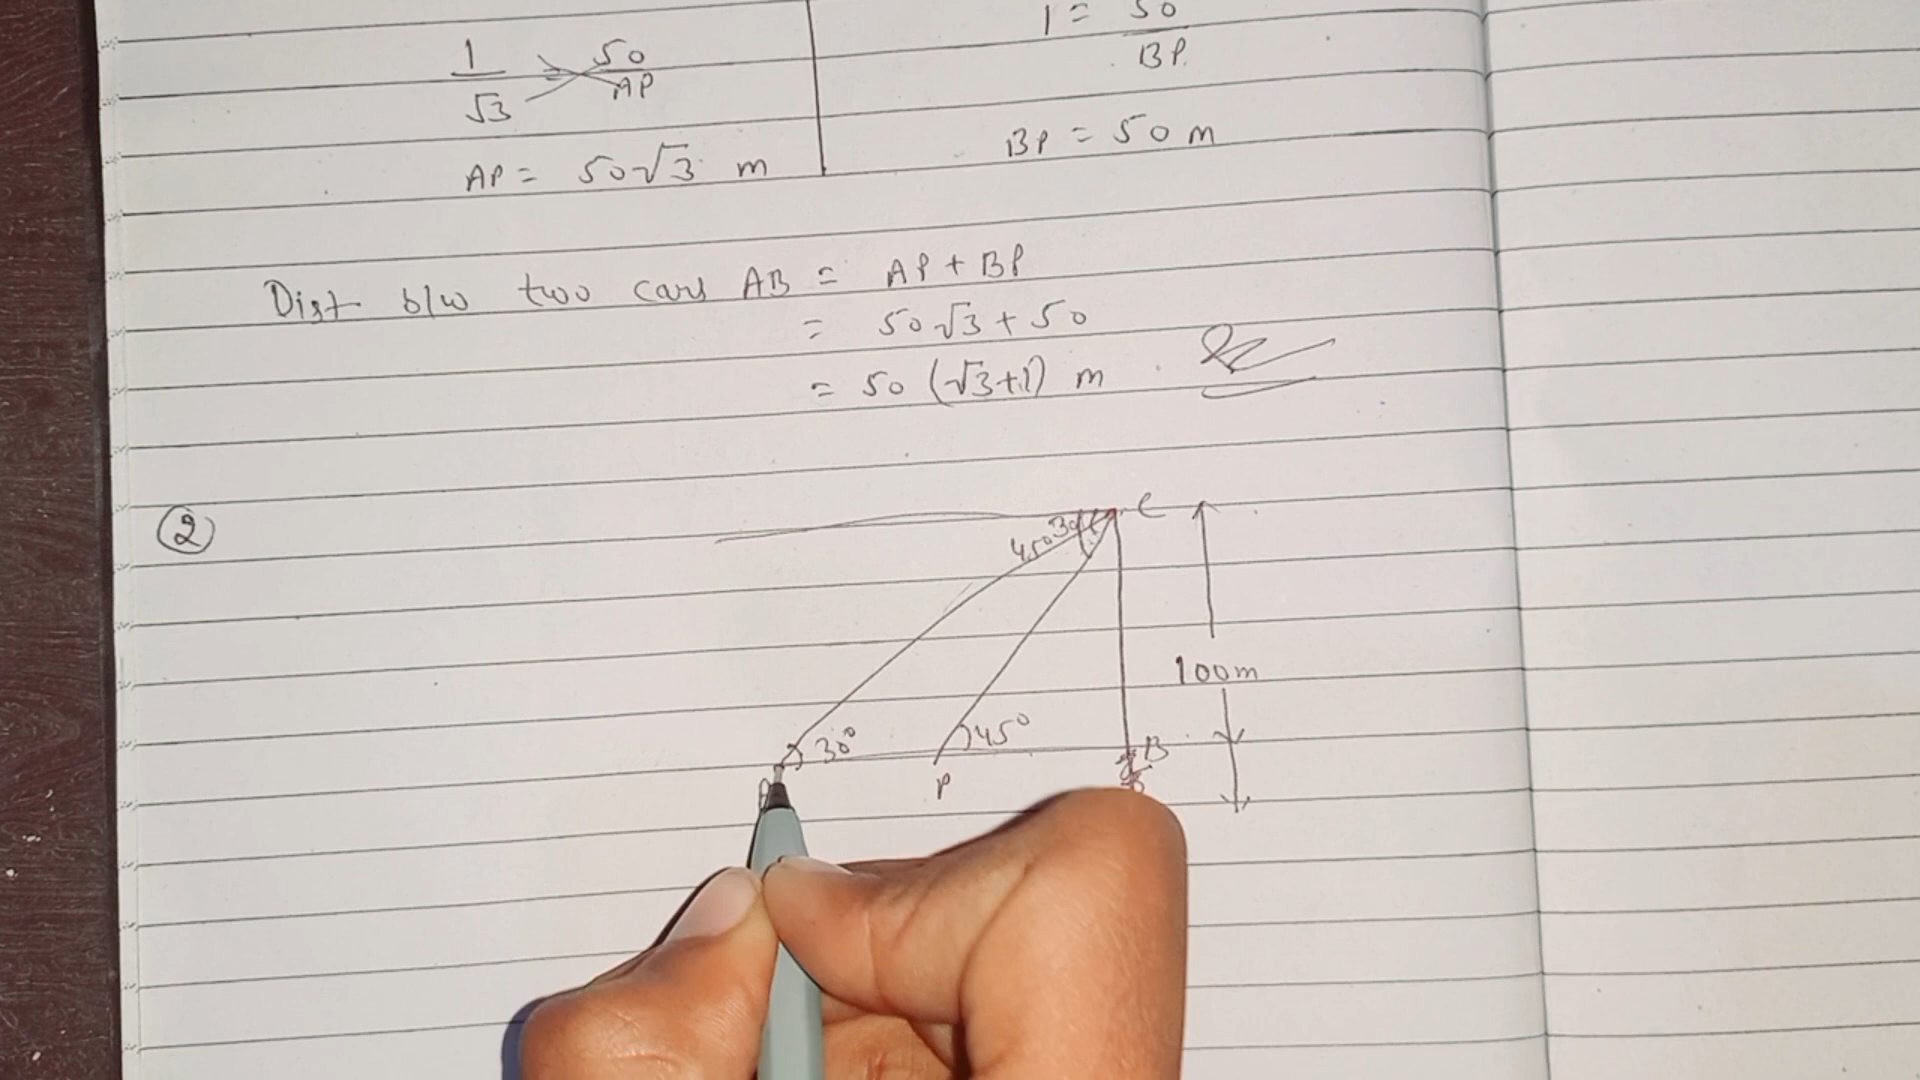 1 = 50
1/√3 = 50/AP
BP.
AP = 50√3 m
BP = 50 m
Dist b/w two cars AB = AP + BP
= 50√3 + 50
= 50 (√3+1) m
②
C
30°
45°
100m
30°
45°
B
A
P